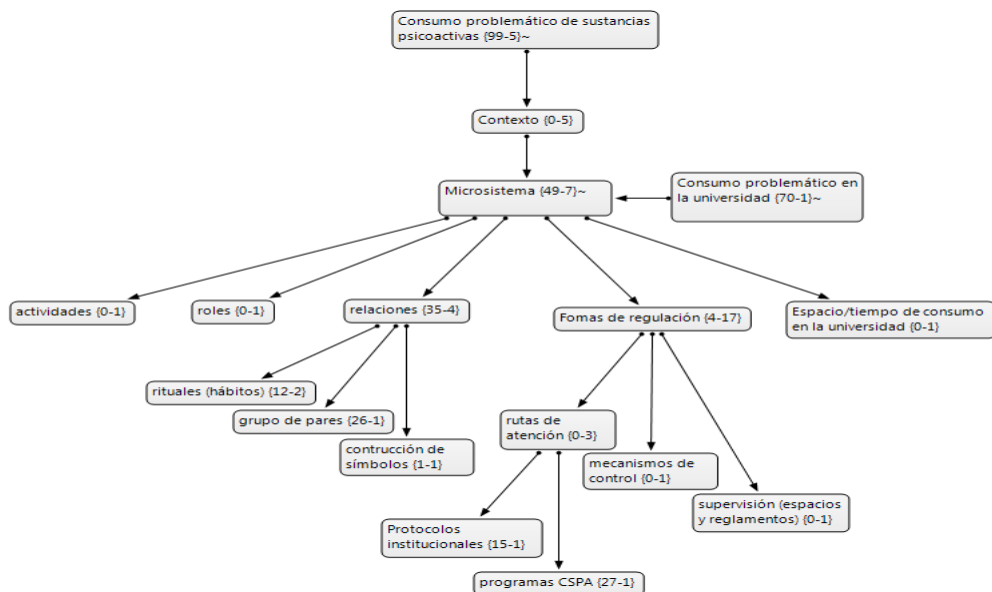 Consumo problemático de sustancias
psicoactivas {99-5}~
Contexto {0-5}
Microsistema {49-7}~
Consumo problemático en
la universidad {70-1}~
actividades {0-1}
roles {0-1}
relaciones {35-4}
Fomas de regulación {4-17}
Espacio/tiempo de consumo
en la universidad {0-1}
rituales (hábitos) {12-2}
grupo de pares {26-1}
contrucción de
símbolos {1-1}
rutas de
atención {0-3}
mecanismos de
control {0-1}
supervisión (espacios
y reglamentos) {0-1}
Protocolos
institucionales {15-1}
programas CSPA {27-1}